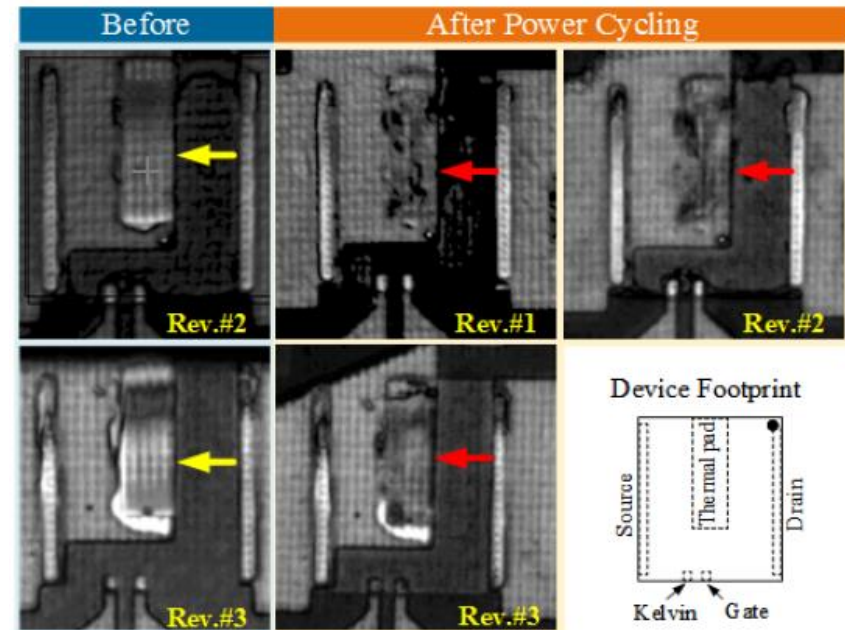 Before
After Power Cycling
Rev.#2
Rev.#1
Rev.#2
Rev.#3
Rev.#3
Device Footprint
Source
Thermal pad
Drain
Kelvin
Gate